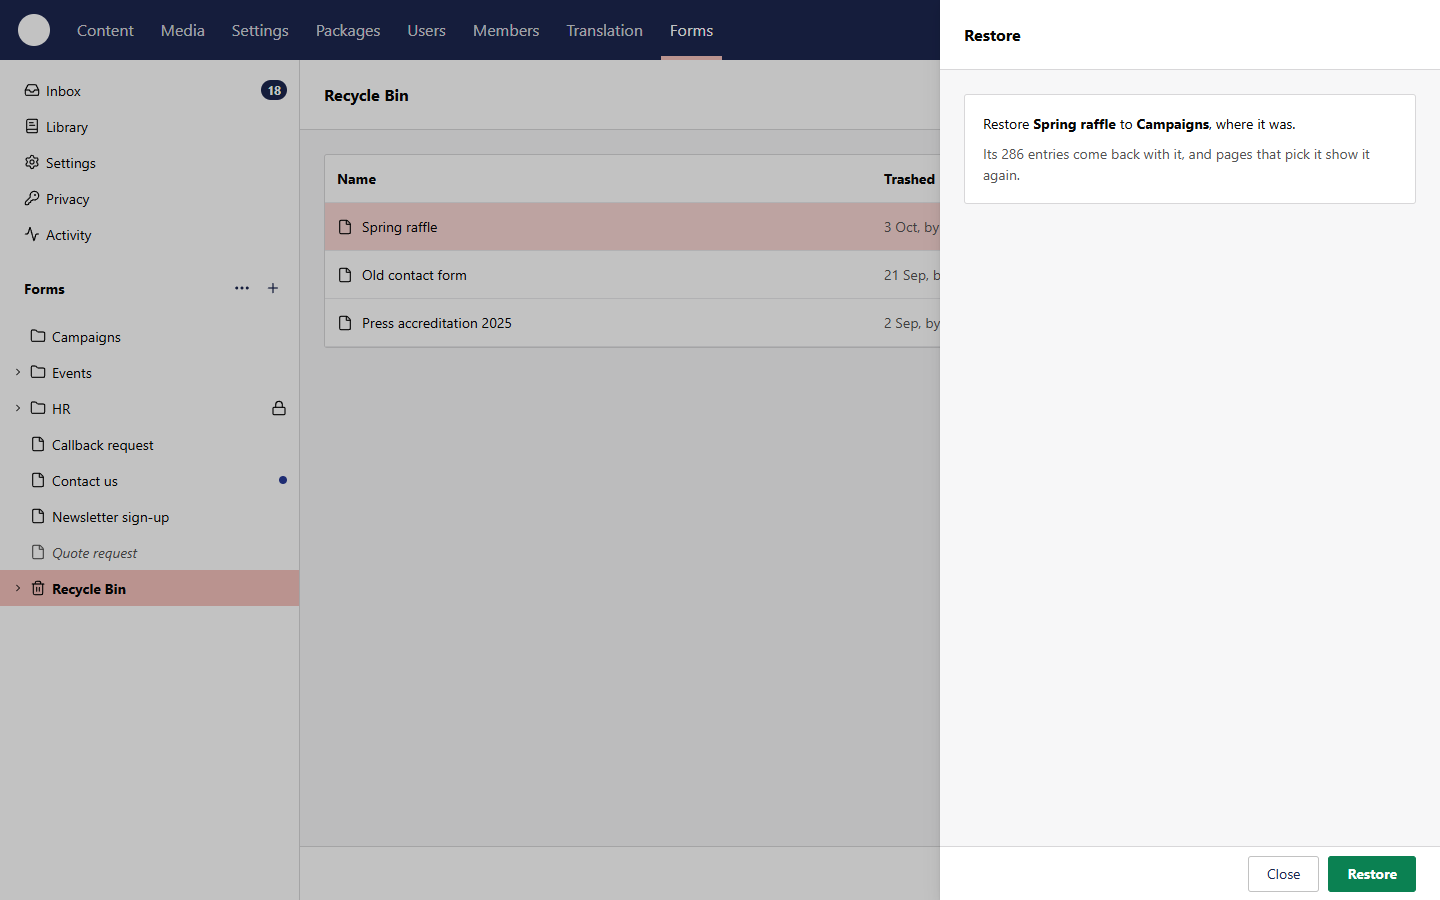 Content Media Settings Packages Users Members Translation Forms
Inbox 18
Library
Settings
Privacy
Activity
Forms
Campaigns
Events
HR
Callback request
Contact us
Newsletter sign-up
Quote request
Recycle Bin
Recycle Bin
Name Trashed
Spring raffle 3 Oct, by
Old contact form 21 Sep, b
Press accreditation 2025 2 Sep, by
Restore
Restore Spring raffle to Campaigns, where it was.
Its 286 entries come back with it, and pages that pick it show it
again.
Close Restore